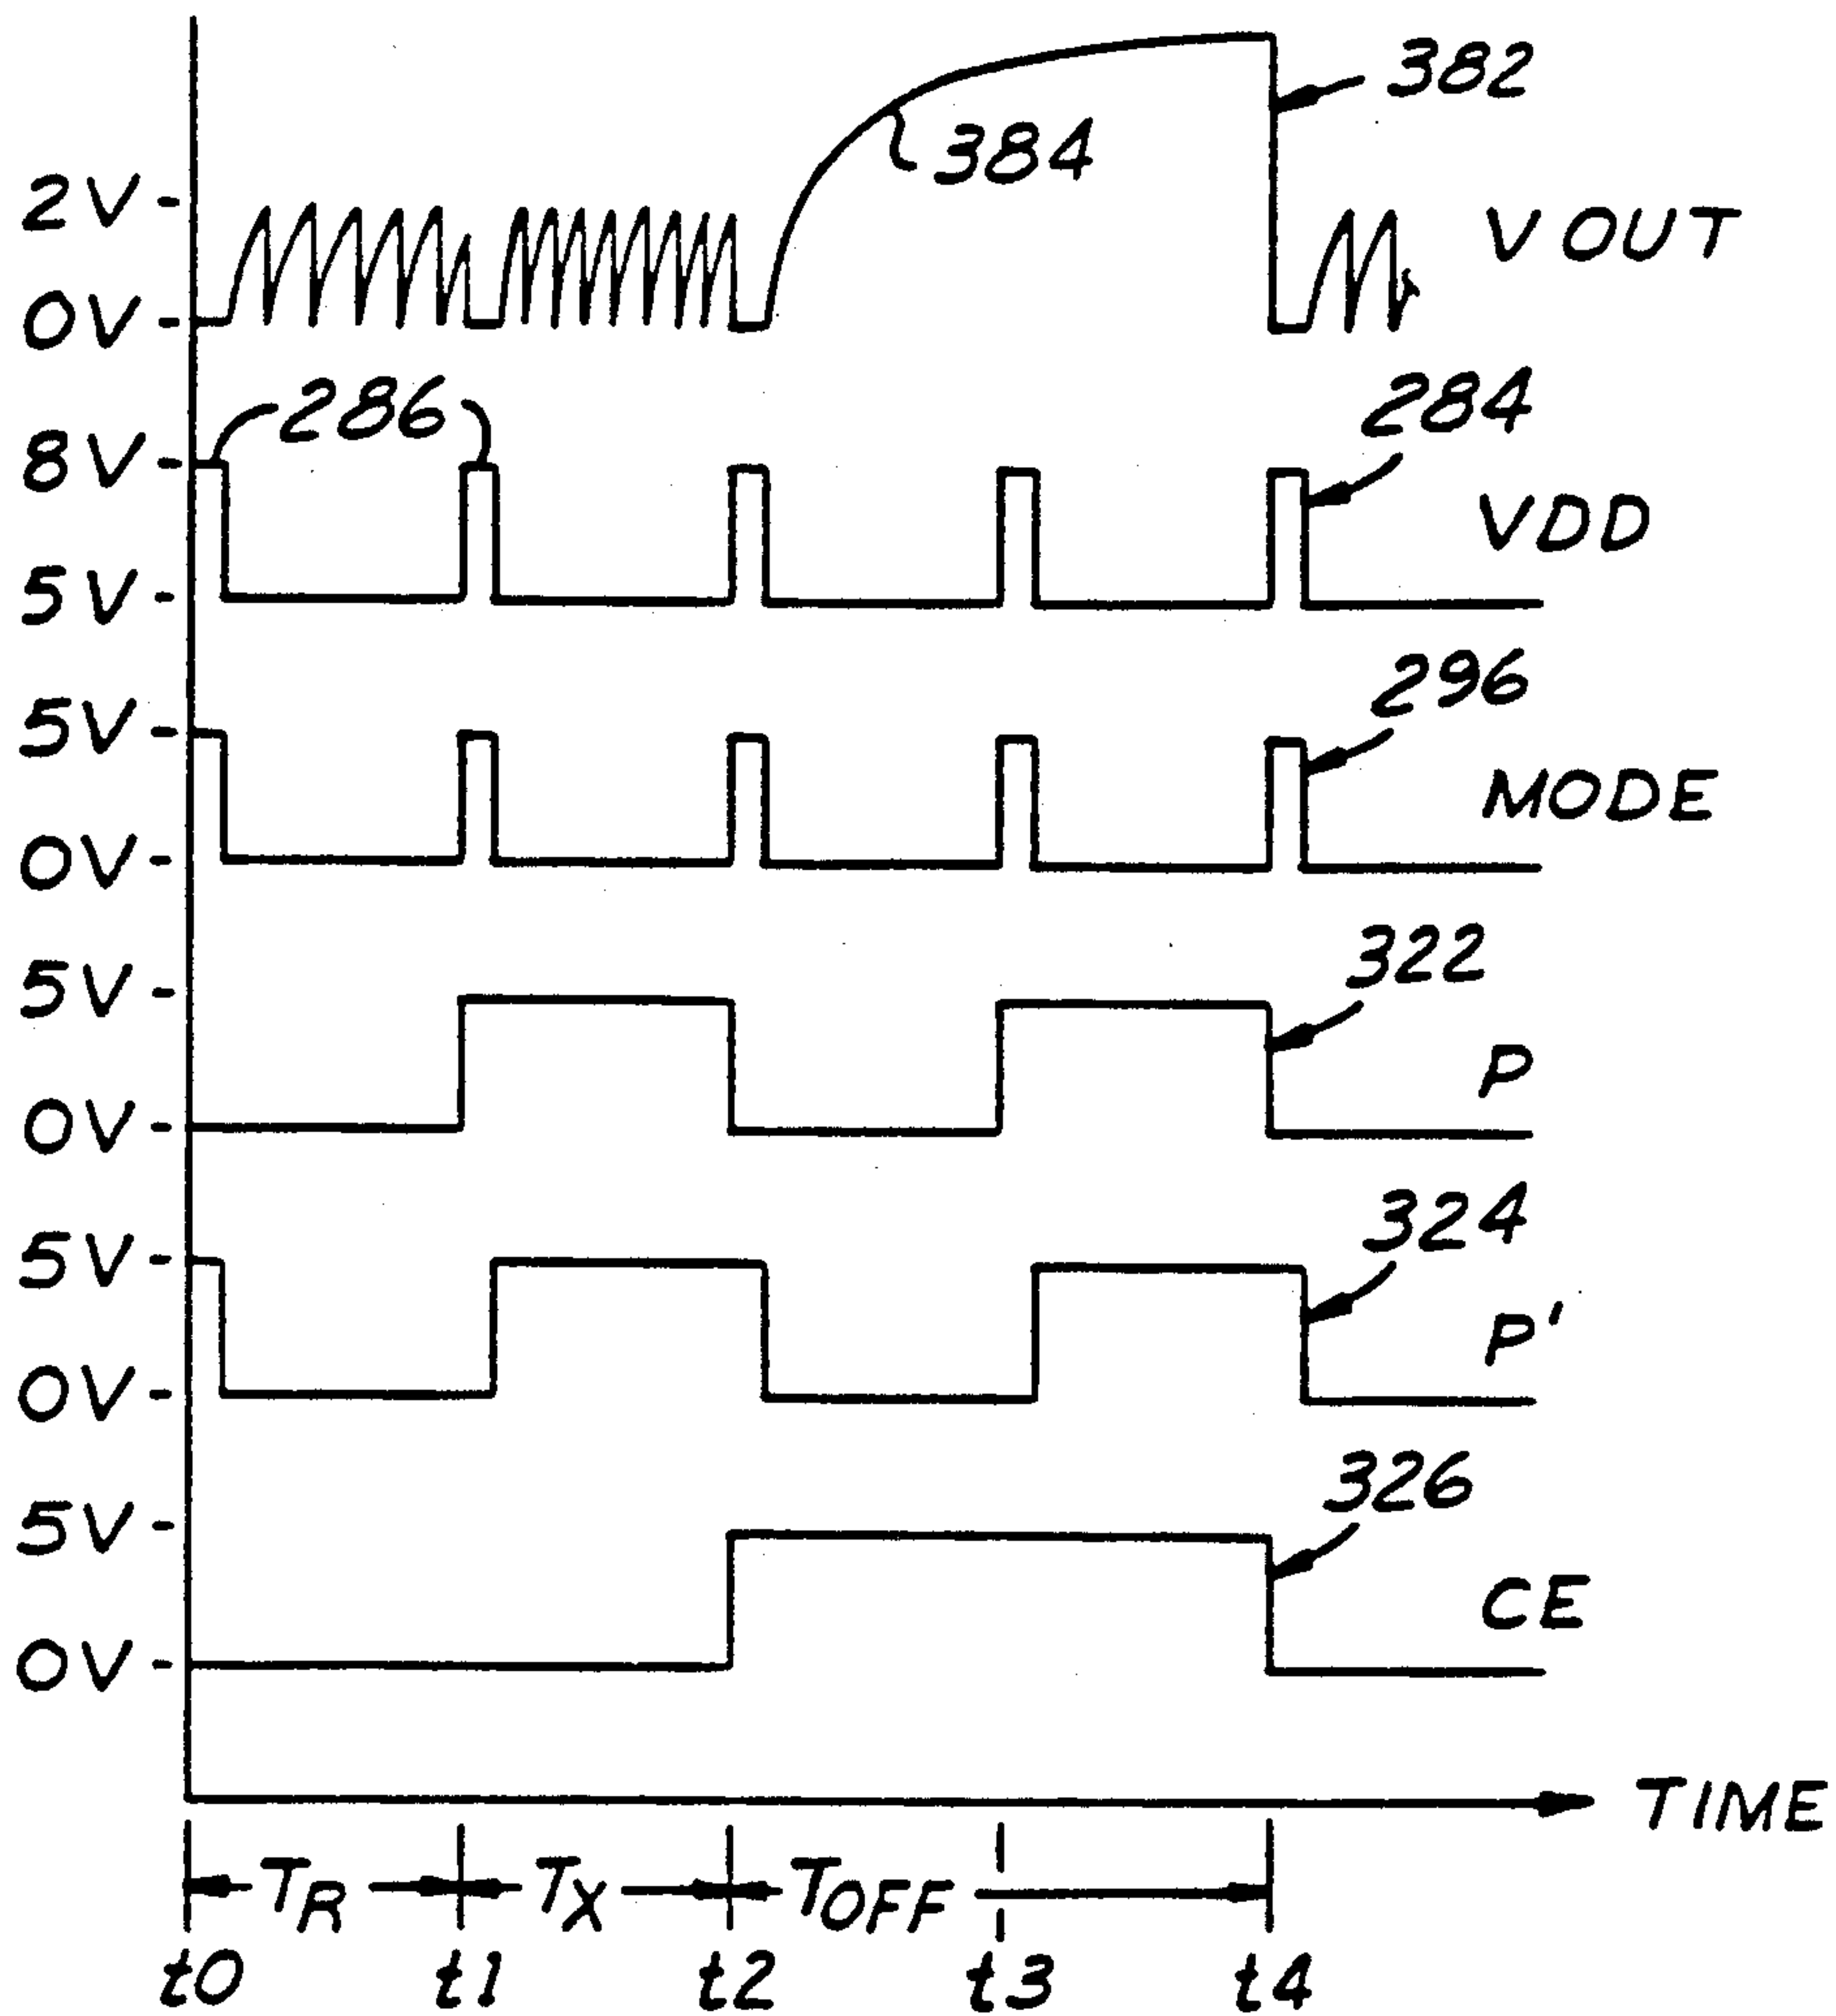 382
384
2V
0V
V OUT
286
284
8V
5V
VDD
296
5V
0V
MODE
322
5V
0V
P
324
5V
0V
P'
326
5V
0V
CE
TIME
TR TX TOFF
t0 t1 t2 t3 t4